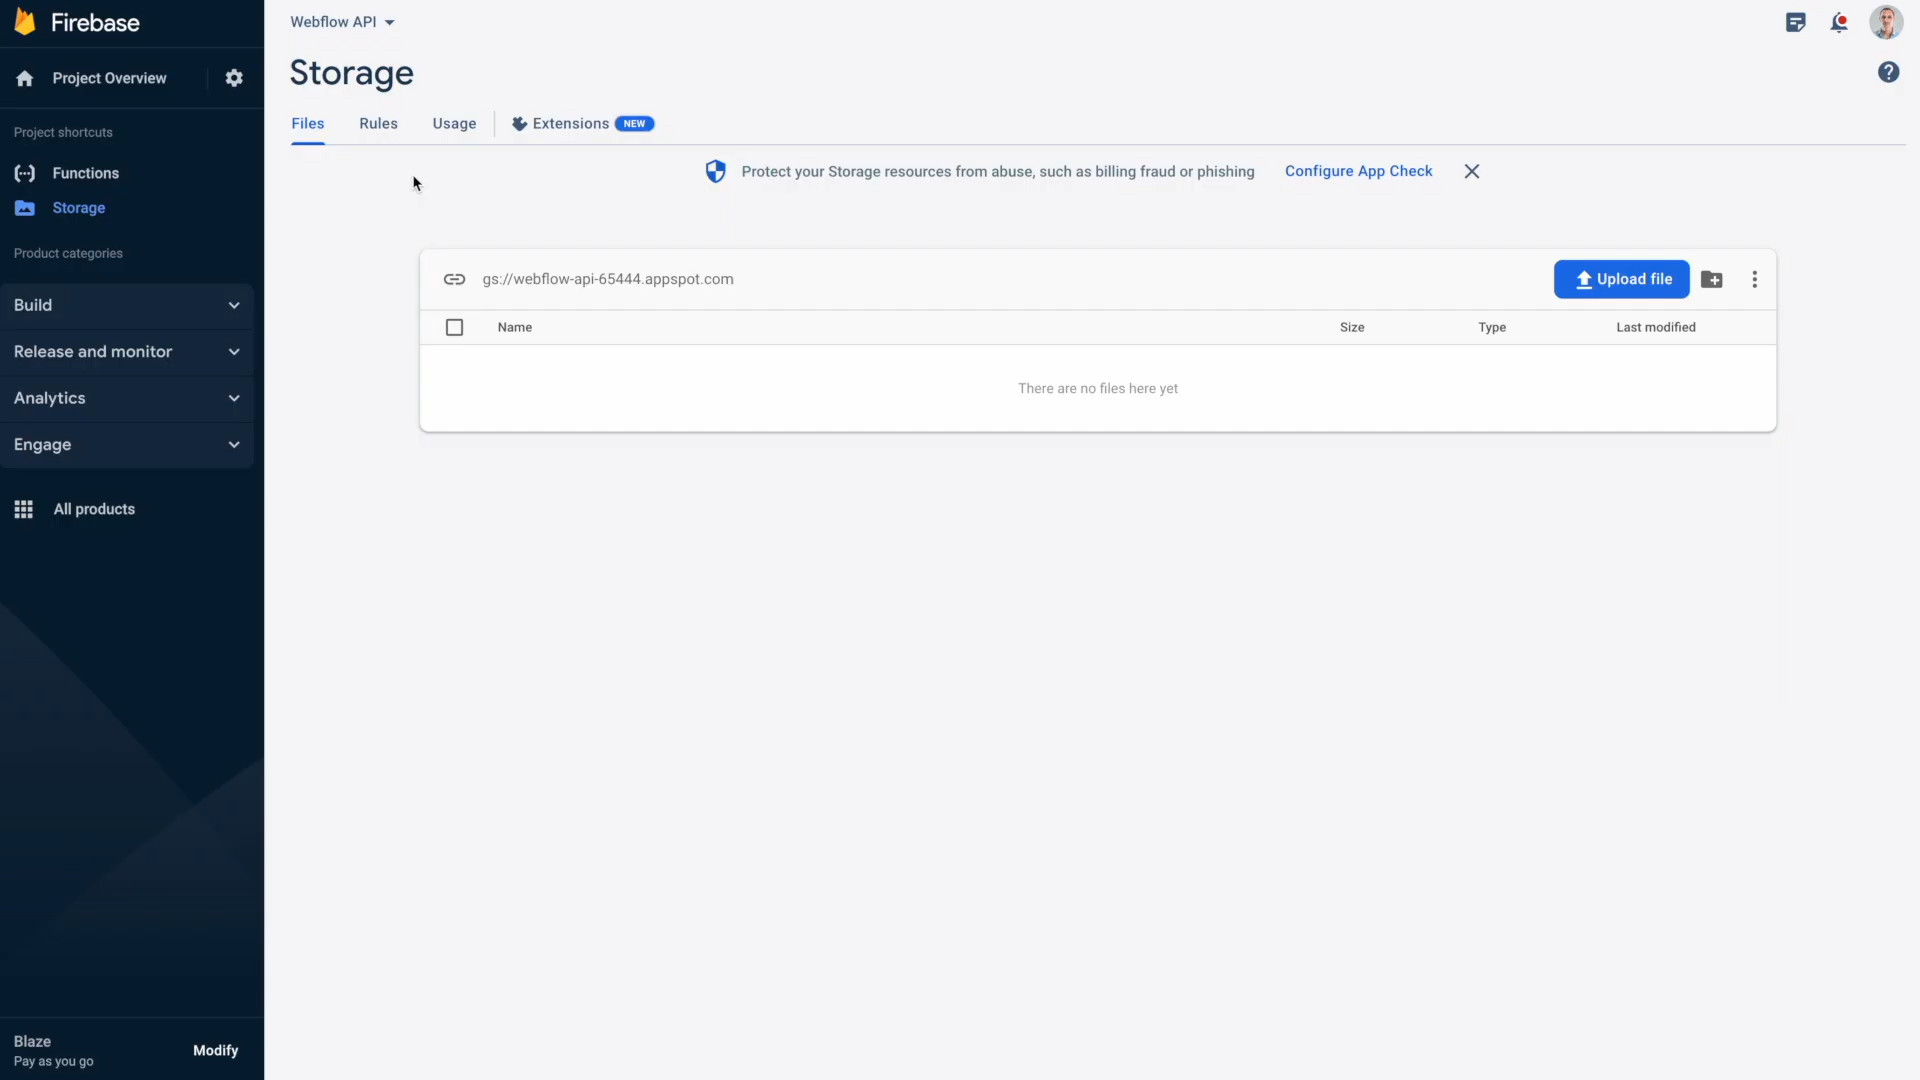 Firebase
Webflow API
Project Overview
Storage
Files
Rules
Usage
Extensions NEW
Project shortcuts
Functions
Storage
Product categories
Build
Release and monitor
Analytics
Engage
All products
Blaze
Pay as you go
Modify
Protect your Storage resources from abuse, such as billing fraud or phishing
Configure App Check
gs://webflow-api-65444.appspot.com
Upload file
Name
Size
Type
Last modified
There are no files here yet